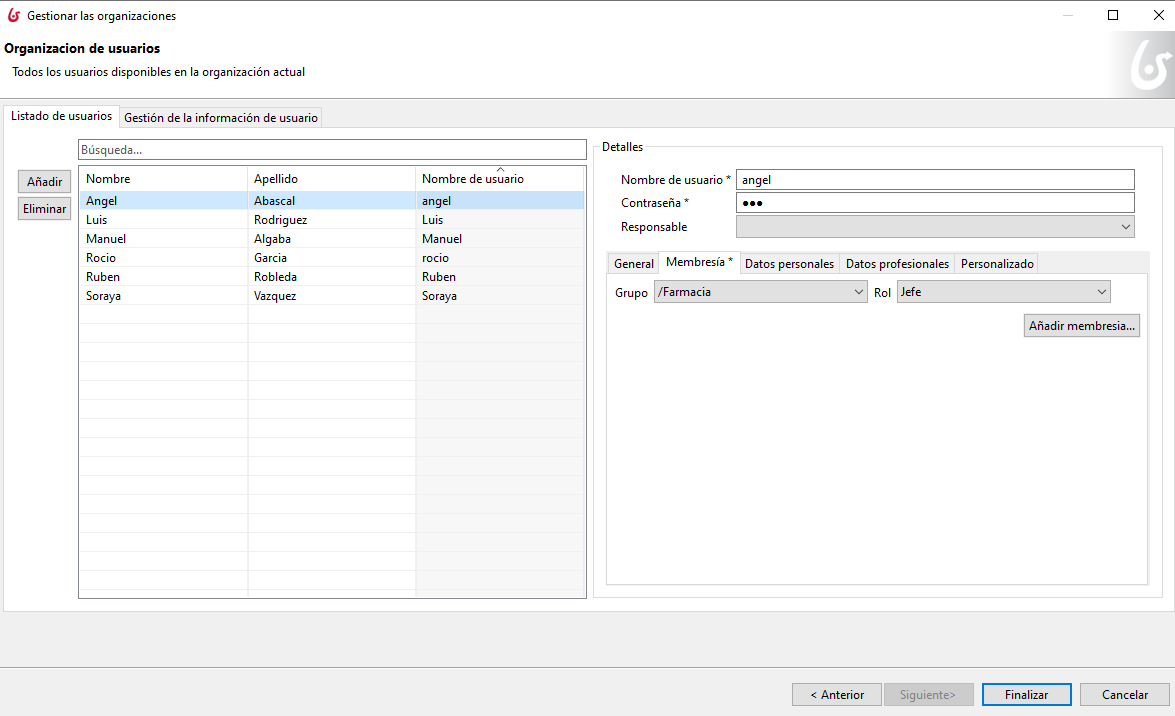 Gestionar las organizaciones
Organizacion de usuarios
Todos los usuarios disponibles en la organización actual
Listado de usuarios
Gestión de la información de usuario
Búsqueda...
Añadir
Eliminar
Nombre Apellido Nombre de usuario
Angel Abascal angel
Luis Rodriguez Luis
Manuel Algaba Manuel
Rocio Garcia rocio
Ruben Robleda Ruben
Soraya Vazquez Soraya
Detalles
Nombre de usuario * angel
Contraseña * ●●●
Responsable
General Membresía * Datos personales Datos profesionales Personalizado
Grupo /Farmacia Rol Jefe
Añadir membresia...
< Anterior Siguiente> Finalizar Cancelar